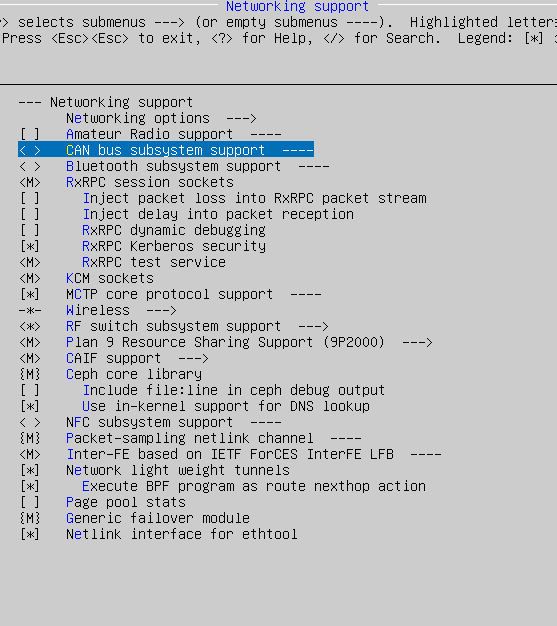 Networking support
> selects submenus ---> (or empty submenus ----).  Highlighted letters
Press <Esc><Esc> to exit, <?> for Help, </> for Search.  Legend: [*]
--- Networking support
      Networking options  --->
[ ]   Amateur Radio support  ----
< >   CAN bus subsystem support  ----
< >   Bluetooth subsystem support  ----
<M>   RxRPC session sockets
[ ]     Inject packet loss into RxRPC packet stream
[ ]     Inject delay into packet reception
[ ]     RxRPC dynamic debugging
[*]     RxRPC Kerberos security
<M>     RxRPC test service
<M>   KCM sockets
[*]   MCTP core protocol support  ----
-*-   Wireless  --->
<*>   RF switch subsystem support  --->
<M>   Plan 9 Resource Sharing Support (9P2000)  --->
<M>   CAIF support  --->
{M}   Ceph core library
[ ]     Include file:line in ceph debug output
[*]     Use in-kernel support for DNS lookup
< >   NFC subsystem support  ----
{M}   Packet-sampling netlink channel  ----
<M>   Inter-FE based on IETF ForCES InterFE LFB  ----
[*]   Network light weight tunnels
[*]     Execute BPF program as route nexthop action
[ ]   Page pool stats
{M}   Generic failover module
[*]   Netlink interface for ethtool